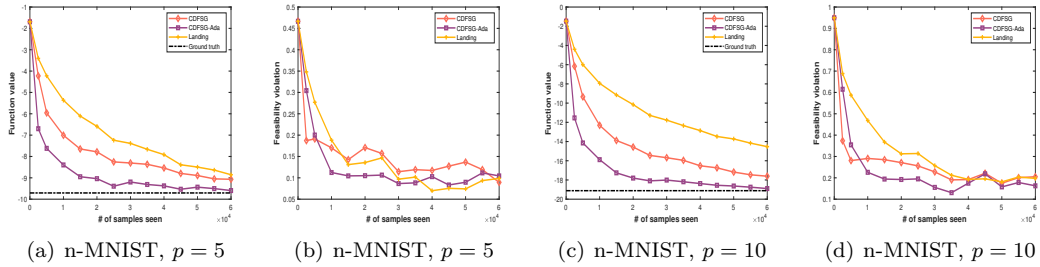 Function value
-1
-2
-3
-4
-5
-6
-7
-8
-9
-10
0
1
2
3
4
5
6
# of samples seen
×10⁴
CDFSG
CDFSG-Ada
Landing
Ground truth
(a) n-MNIST, p = 5
Feasibility violation
0.5
0.45
0.4
0.35
0.3
0.25
0.2
0.15
0.1
0.05
0
1
2
3
4
5
6
# of samples seen
×10⁴
CDFSG
CDFSG-Ada
Landing
(b) n-MNIST, p = 5
Function value
0
-2
-4
-6
-8
-10
-12
-14
-16
-18
-20
0
1
2
3
4
5
6
# of samples seen
×10⁴
CDFSG
CDFSG-Ada
Landing
Ground truth
(c) n-MNIST, p = 10
Feasibility violation
1
0.9
0.8
0.7
0.6
0.5
0.4
0.3
0.2
0.1
0
1
2
3
4
5
6
# of samples seen
×10⁴
CDFSG
CDFSG-Ada
Landing
(d) n-MNIST, p = 10